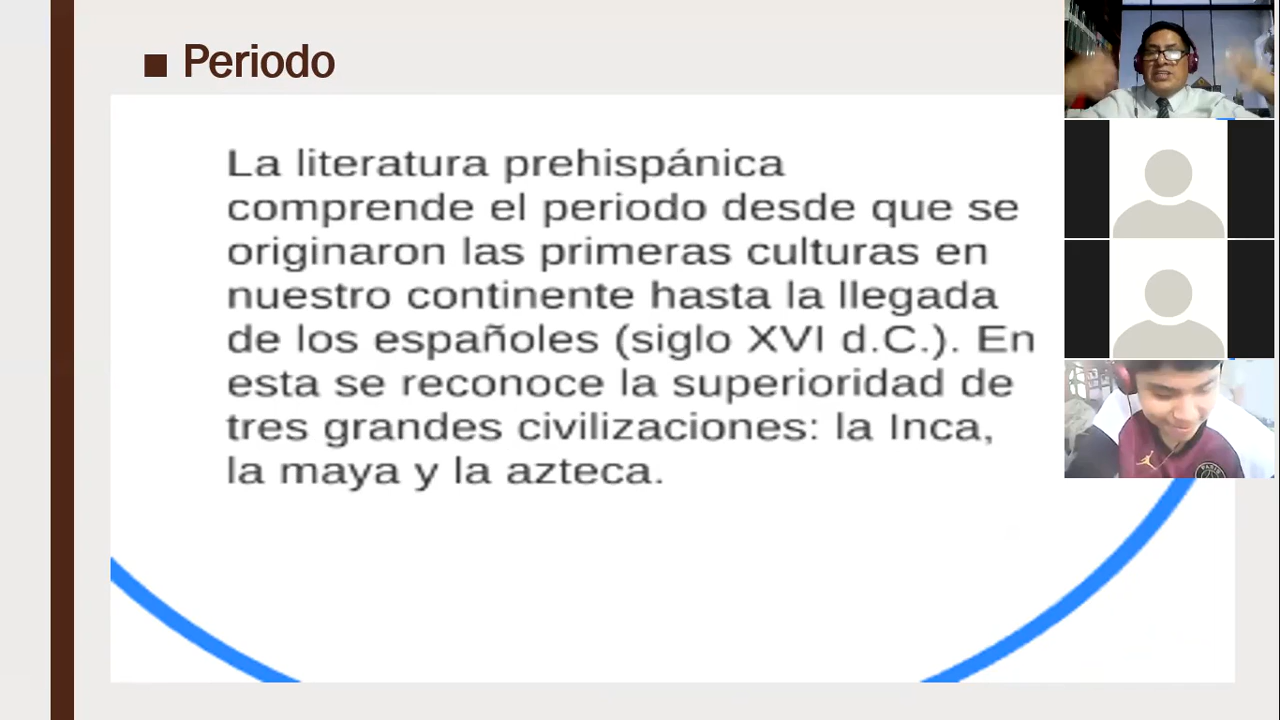 Periodo
La literatura prehispánica
comprende el periodo desde que se
originaron las primeras culturas en
nuestro continente hasta la llegada
de los españoles (siglo XVI d.C.). En
esta se reconoce la superioridad de
tres grandes civilizaciones: la Inca,
la maya y la azteca.
PARIS